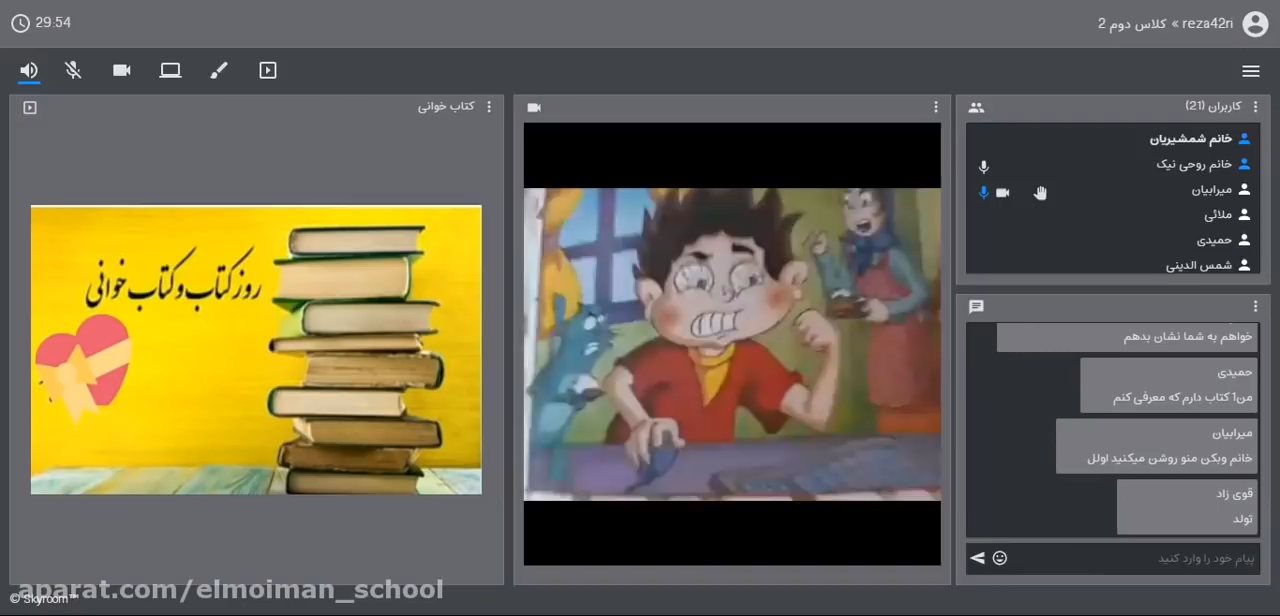 29.54
reza42ri » کلاس دوم 2
کتاب خوانی
روز کتاب و کتاب خوانی
کاربران (21)
خانم شمشیریان
خانم روحی نیک
میرابیان
ملائی
حمیدی
شمس الدینی
خواهم به شما نشان بدهم
حمیدی
من1 کتاب دارم که معرفی کنم
میرابیان
خانم وبکن منو روشن میکنید اولل
قوی زاد
تولد
پیام خود را وارد کنید
aparat.com/elmoiman_school
© Skyroom™